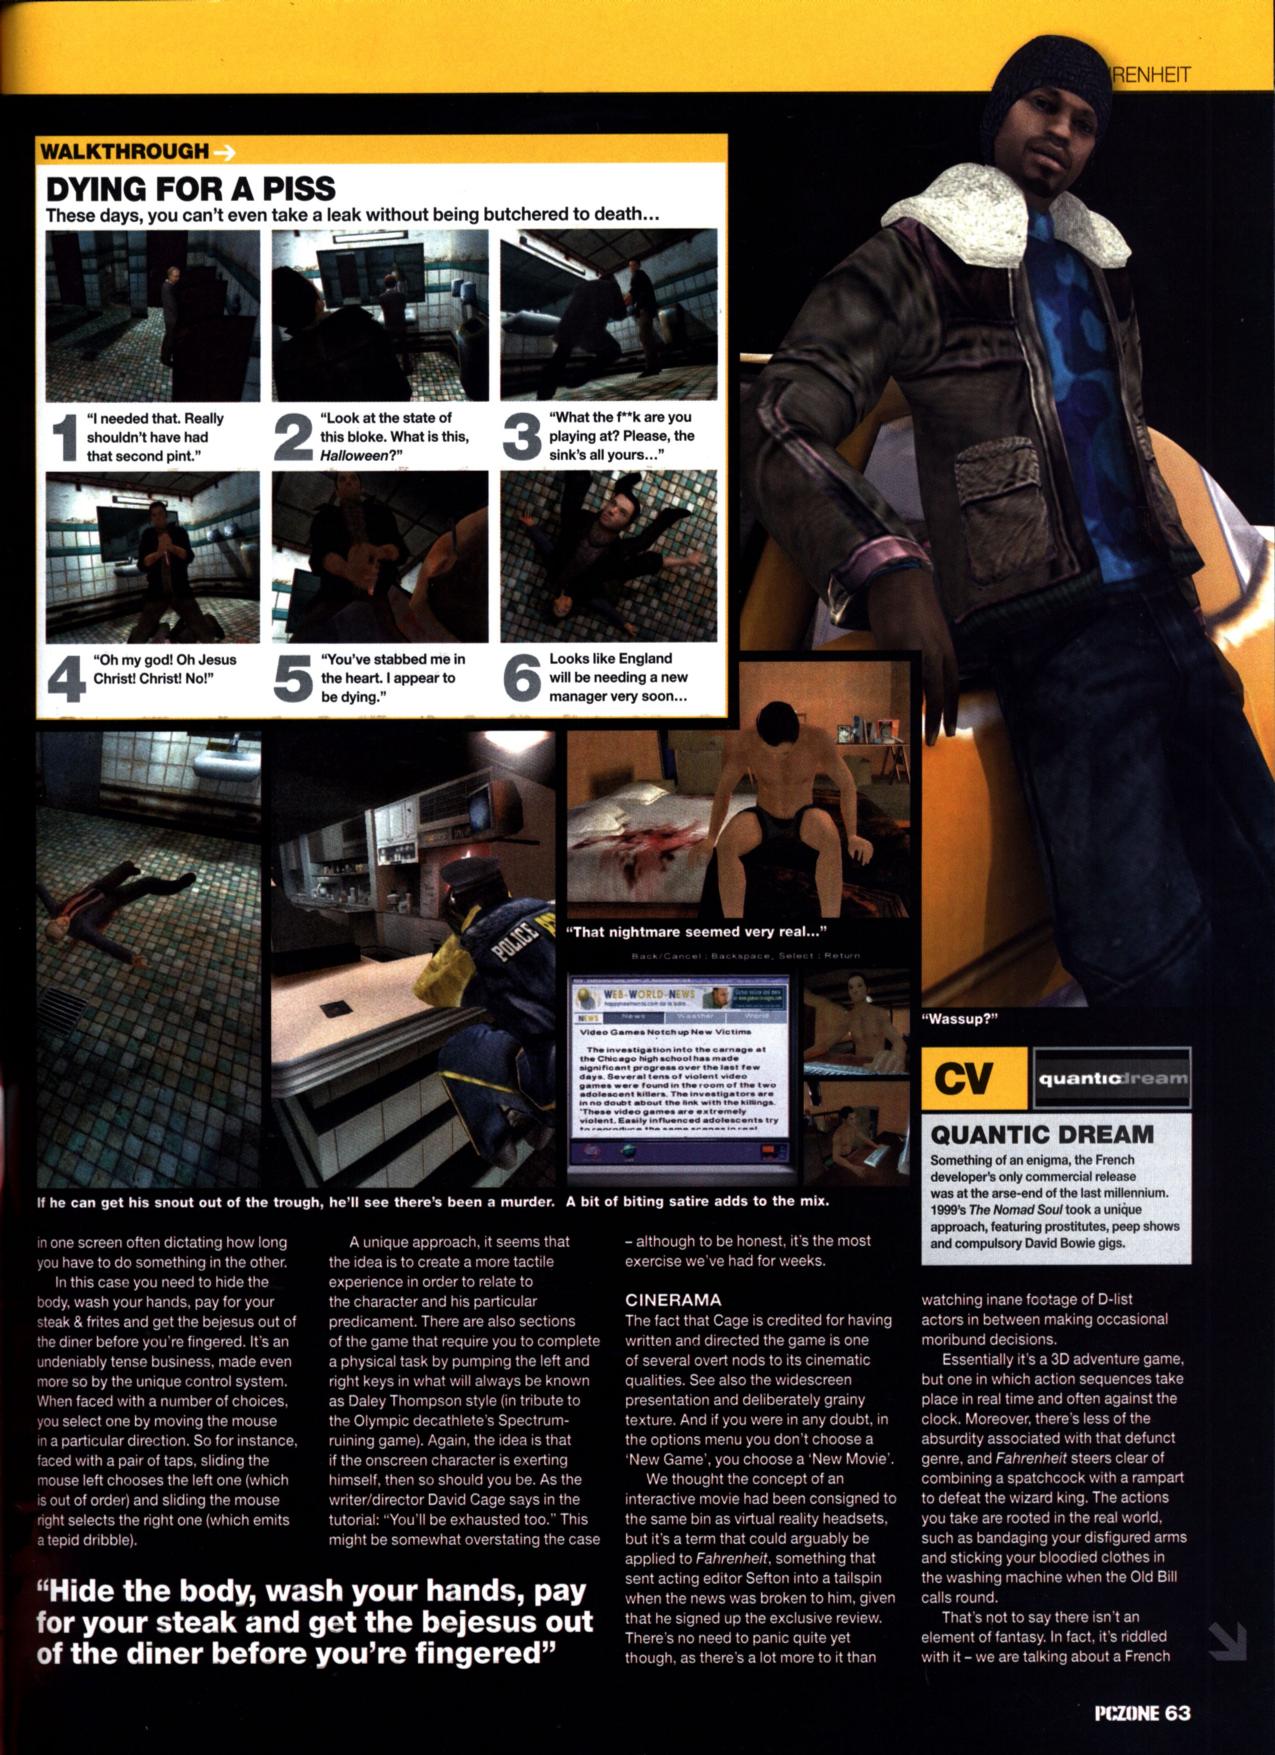 RENHEIT
WALKTHROUGH
DYING FOR A PISS
These days, you can't even take a leak without being butchered to death...
1 "I needed that. Really
shouldn't have had
that second pint."
2 "Look at the state of
this bloke. What is this,
Halloween?"
3 "What the f**k are you
playing at? Please, the
sink's all yours..."
4 "Oh my god! Oh Jesus
Christ! Christ! No!"
5 "You've stabbed me in
the heart. I appear to
be dying."
6 Looks like England
will be needing a new
manager very soon...
POLICE
"That nightmare seemed very real..."
Back/Cancel : Backspace, Select : Return
WEB-WORLD-NEWS
NEWS News Weather World
Video Games Notch up New Victims
The investigation into the carnage at
the Chicago high school has made
significant progress over the last few
days. Several tens of violent video
games were found in the room of the two
adolescent killers. The investigators are
in no doubt about the link with the killings.
"These video games are extremely
violent. Easily influenced adolescents try
to reproduce the same scenes in real
If he can get his snout out of the trough, he'll see there's been a murder.
A bit of biting satire adds to the mix.
"Wassup?"
CV
quanticdream
QUANTIC DREAM
Something of an enigma, the French
developer's only commercial release
was at the arse-end of the last millennium.
1999's The Nomad Soul took a unique
approach, featuring prostitutes, peep shows
and compulsory David Bowie gigs.
in one screen often dictating how long
you have to do something in the other.
In this case you need to hide the
body, wash your hands, pay for your
steak & frites and get the bejesus out of
the diner before you're fingered. It's an
undeniably tense business, made even
more so by the unique control system.
When faced with a number of choices,
you select one by moving the mouse
in a particular direction. So for instance,
faced with a pair of taps, sliding the
mouse left chooses the left one (which
is out of order) and sliding the mouse
right selects the right one (which emits
a tepid dribble).
A unique approach, it seems that
the idea is to create a more tactile
experience in order to relate to
the character and his particular
predicament. There are also sections
of the game that require you to complete
a physical task by pumping the left and
right keys in what will always be known
as Daley Thompson style (in tribute to
the Olympic decathlete's Spectrum-
ruining game). Again, the idea is that
if the onscreen character is exerting
himself, then so should you be. As the
writer/director David Cage says in the
tutorial: "You'll be exhausted too." This
might be somewhat overstating the case
"Hide the body, wash your hands, pay
for your steak and get the bejesus out
of the diner before you're fingered"
– although to be honest, it's the most
exercise we've had for weeks.
CINERAMA
The fact that Cage is credited for having
written and directed the game is one
of several overt nods to its cinematic
qualities. See also the widescreen
presentation and deliberately grainy
texture. And if you were in any doubt, in
the options menu you don't choose a
'New Game', you choose a 'New Movie'.
We thought the concept of an
interactive movie had been consigned to
the same bin as virtual reality headsets,
but it's a term that could arguably be
applied to Fahrenheit, something that
sent acting editor Sefton into a tailspin
when the news was broken to him, given
that he signed up the exclusive review.
There's no need to panic quite yet
though, as there's a lot more to it than
watching inane footage of D-list
actors in between making occasional
moribund decisions.
Essentially it's a 3D adventure game,
but one in which action sequences take
place in real time and often against the
clock. Moreover, there's less of the
absurdity associated with that defunct
genre, and Fahrenheit steers clear of
combining a spatchcock with a rampart
to defeat the wizard king. The actions
you take are rooted in the real world,
such as bandaging your disfigured arms
and sticking your bloodied clothes in
the washing machine when the Old Bill
calls round.
That's not to say there isn't an
element of fantasy. In fact, it's riddled
with it – we are talking about a French
PCZONE 63